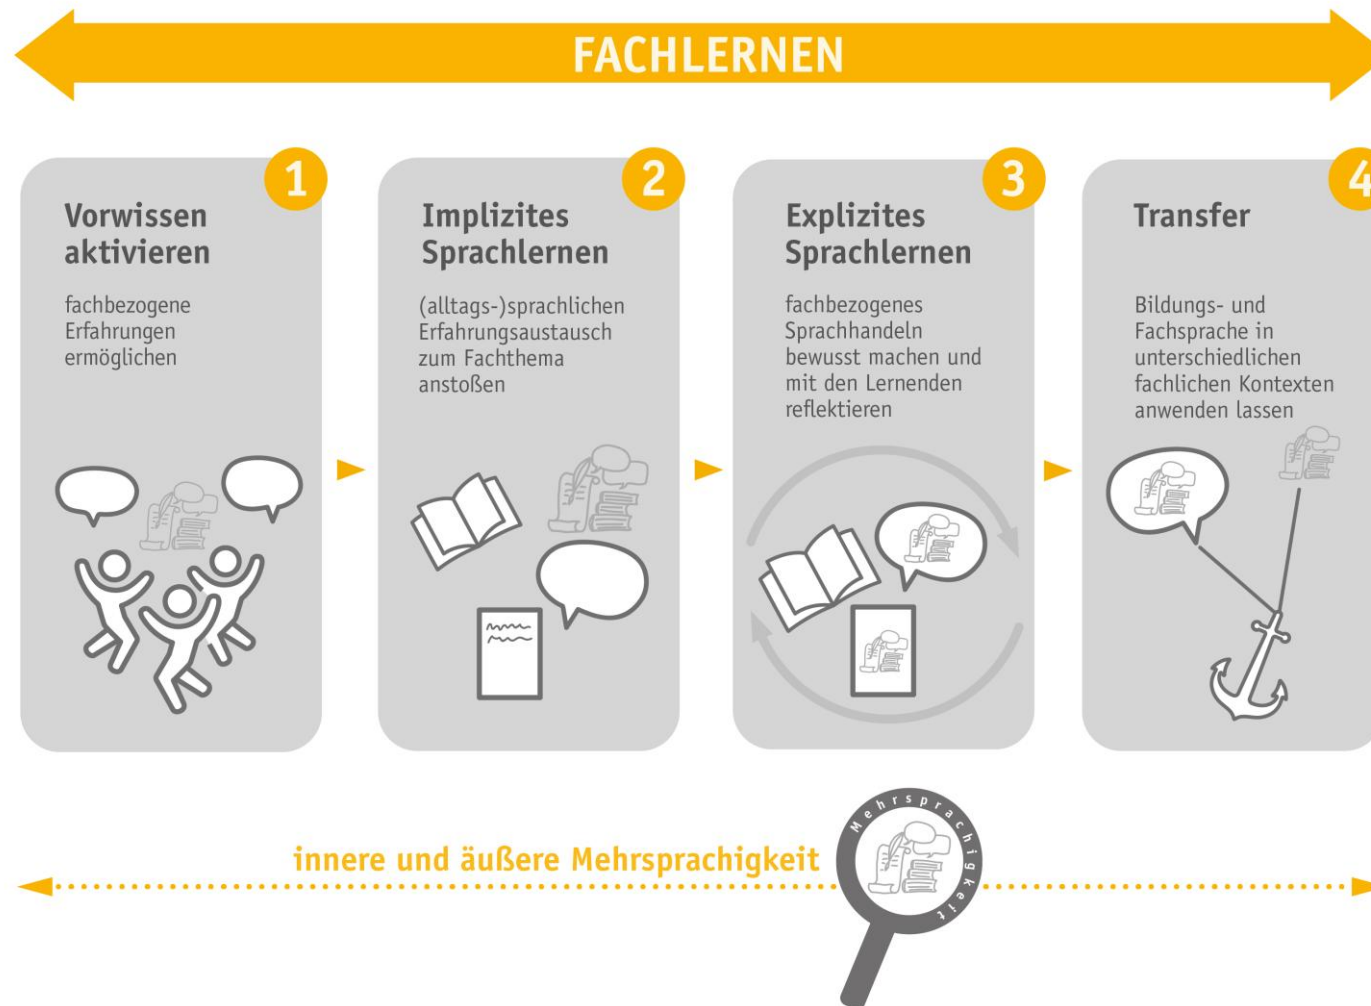 FACHLERNEN
1
Vorwissen
aktivieren
fachbezogene
Erfahrungen
ermöglichen
2
Implizites
Sprachlernen
(alltags-)sprachlichen
Erfahrungsaustausch
zum Fachthema
anstoßen
3
Explizites
Sprachlernen
fachbezogenes
Sprachhandeln
bewusst machen und
mit den Lernenden
reflektieren
4
Transfer
Bildungs- und
Fachsprache in
unterschiedlichen
fachlichen Kontexten
anwenden lassen
innere und äußere Mehrsprachigkeit
Mehrsprachigkeitt